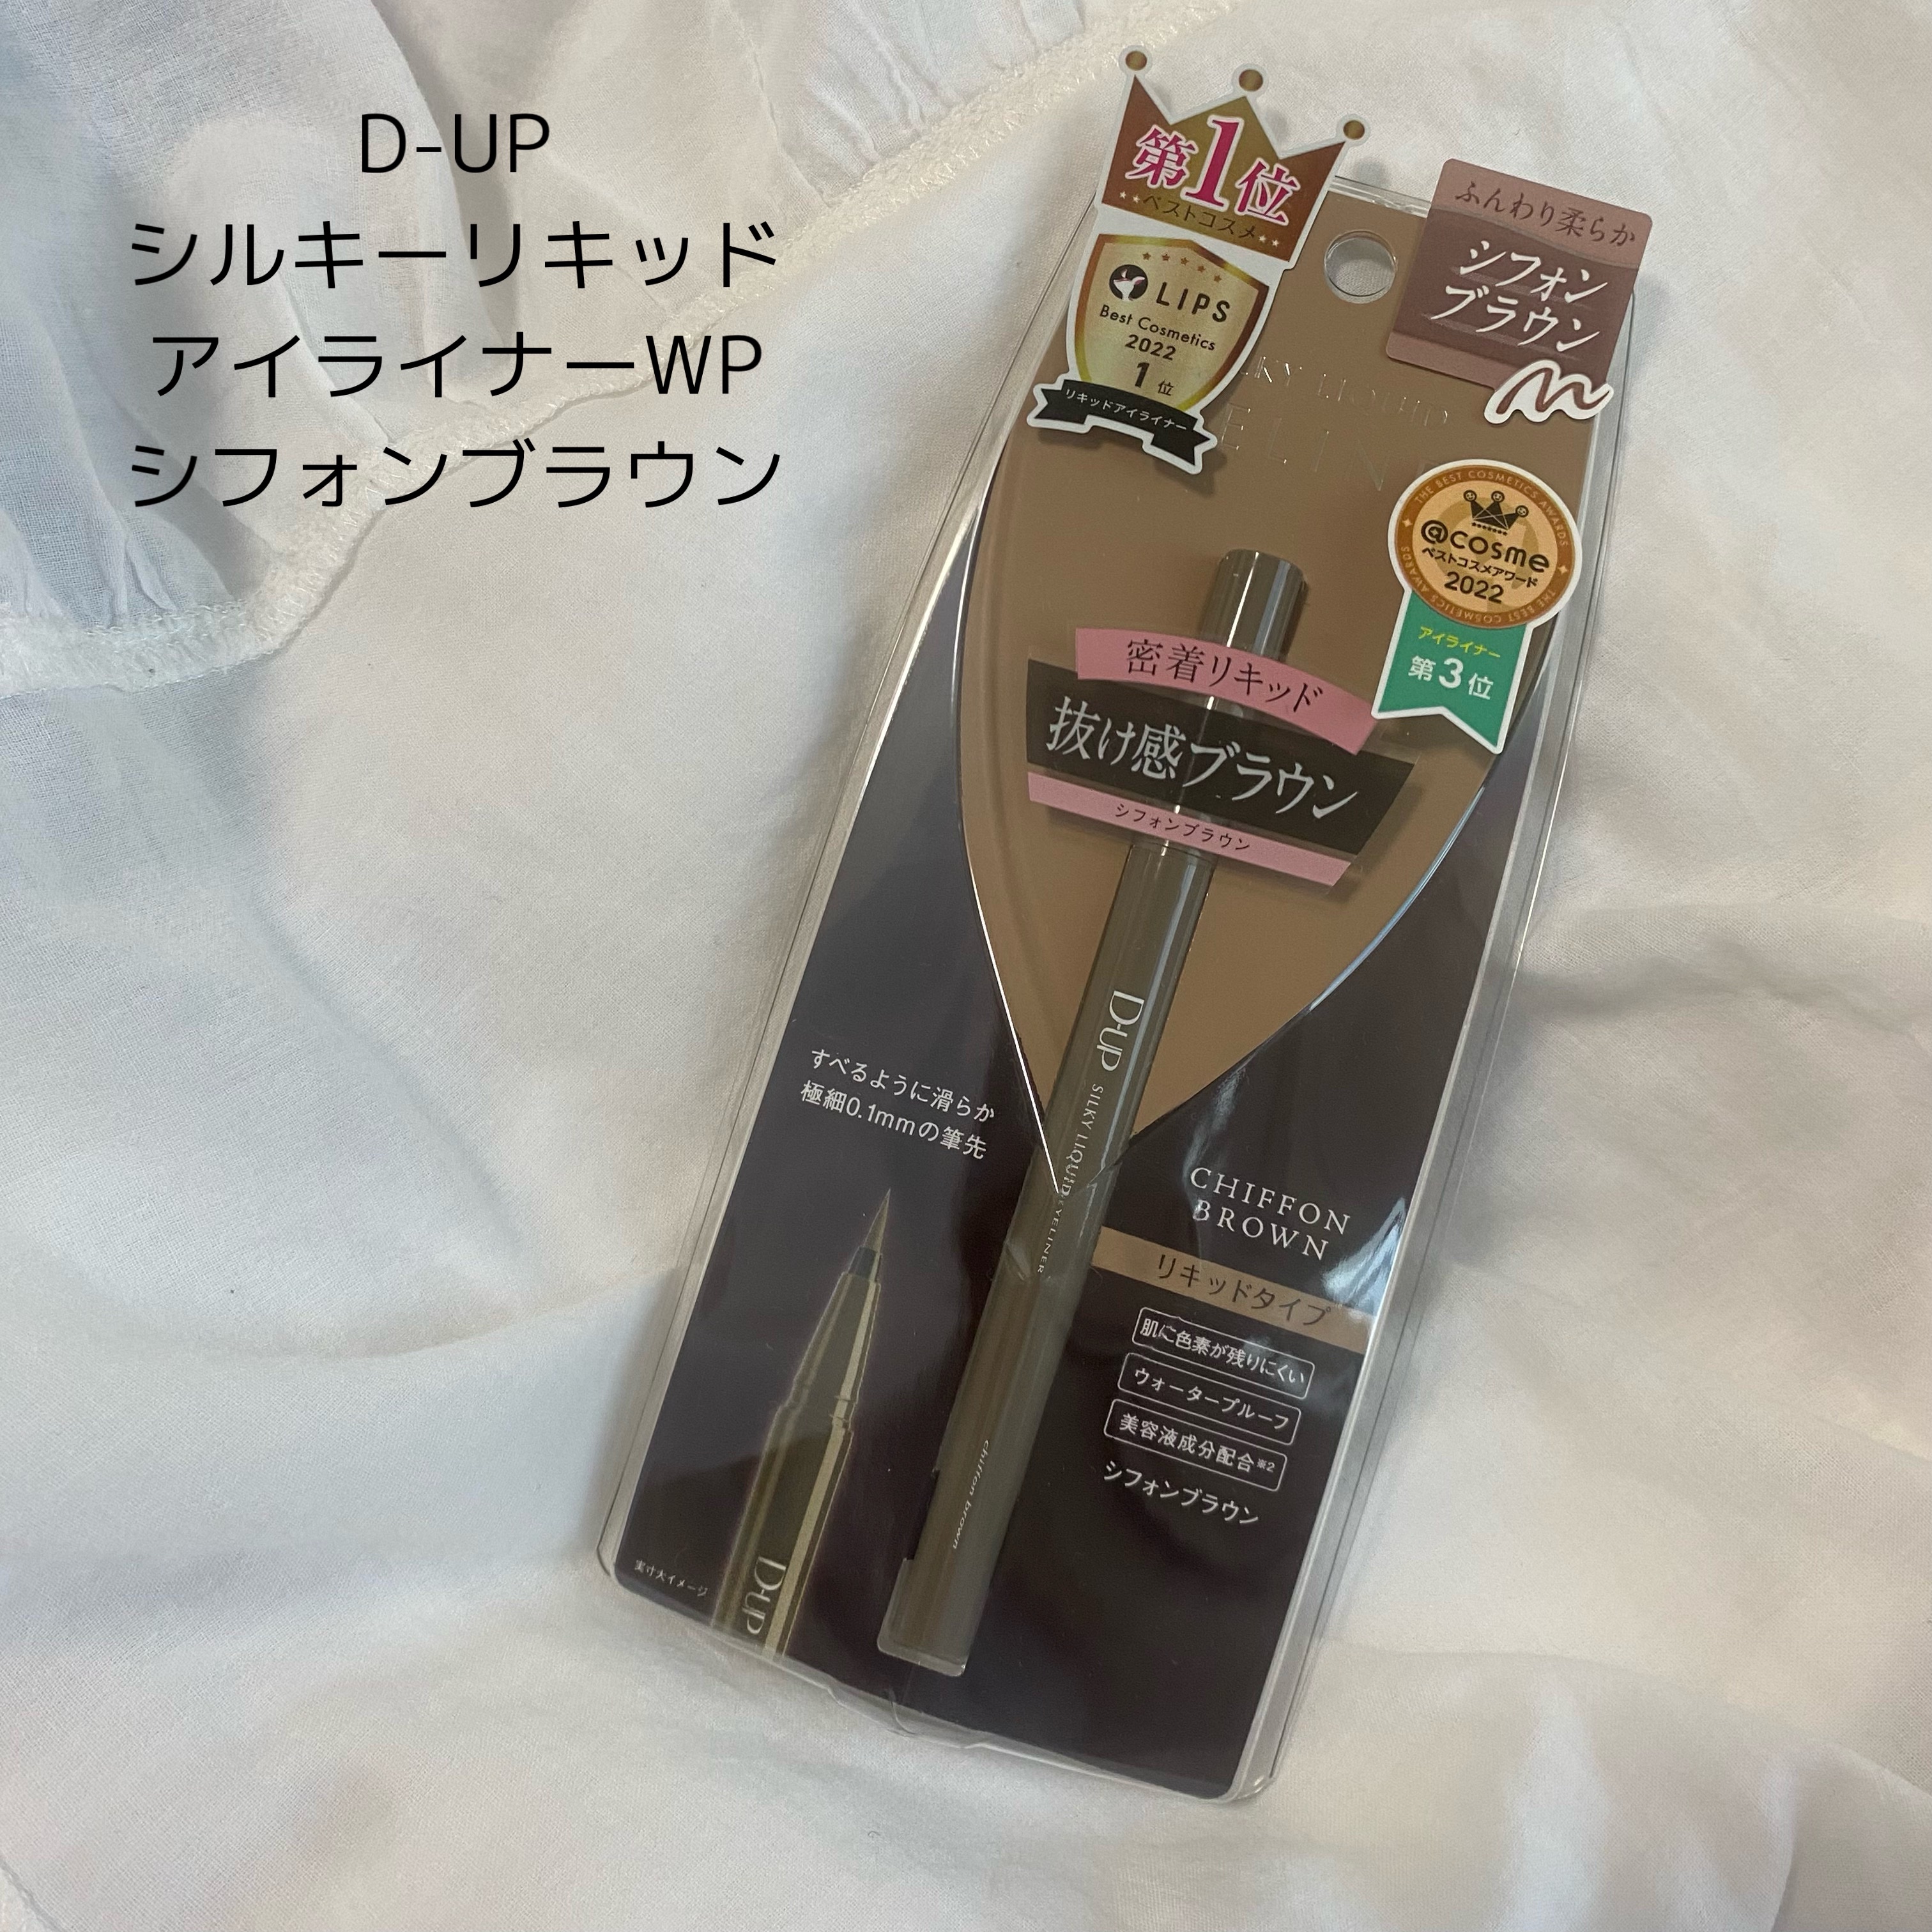 D-UP
シルキーリキッド
アイライナーWP
シフォンブラウン
第1位
ベストコスメ
LIPS
Best Cosmetics
2022
1位
リキッドアイライナー
ふんわり柔らか
シフォン
ブラウン
LIQUID
THE BEST COSMETICS AWARDS
@cosme
ベストコスメアワード
2022
THE BEST COSMETICS AWARDS
アイライナー
第3位
密着リキッド
抜け感ブラウン
シフォンブラウン
D-UP SILKY LIQUID EYELINER
chiffon brown
すべるように滑らか
極細0.1mmの筆先
D-UP
実寸大イメージ
CHIFFON
BROWN
リキッドタイプ
肌に色素が残りにくい
ウォータープルーフ
美容液成分配合※2
シフォンブラウン